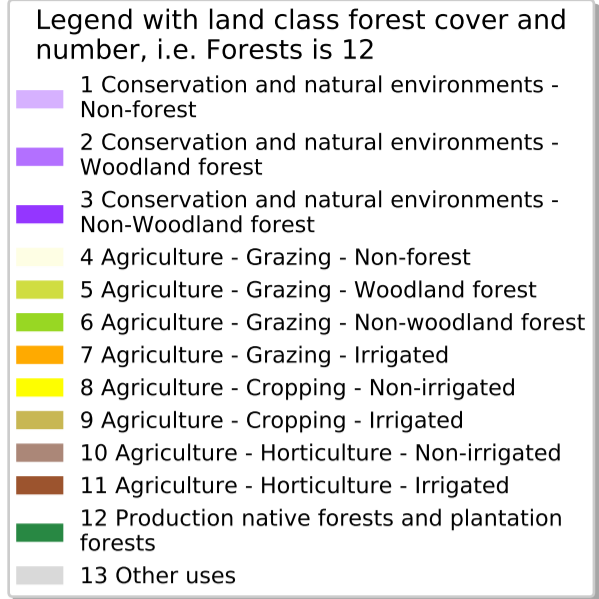 Legend with land class forest cover and
number, i.e. Forests is 12
1 Conservation and natural environments -
Non-forest
2 Conservation and natural environments -
Woodland forest
3 Conservation and natural environments -
Non-Woodland forest
4 Agriculture - Grazing - Non-forest
5 Agriculture - Grazing - Woodland forest
6 Agriculture - Grazing - Non-woodland forest
7 Agriculture - Grazing - Irrigated
8 Agriculture - Cropping - Non-irrigated
9 Agriculture - Cropping - Irrigated
10 Agriculture - Horticulture - Non-irrigated
11 Agriculture - Horticulture - Irrigated
12 Production native forests and plantation
forests
13 Other uses